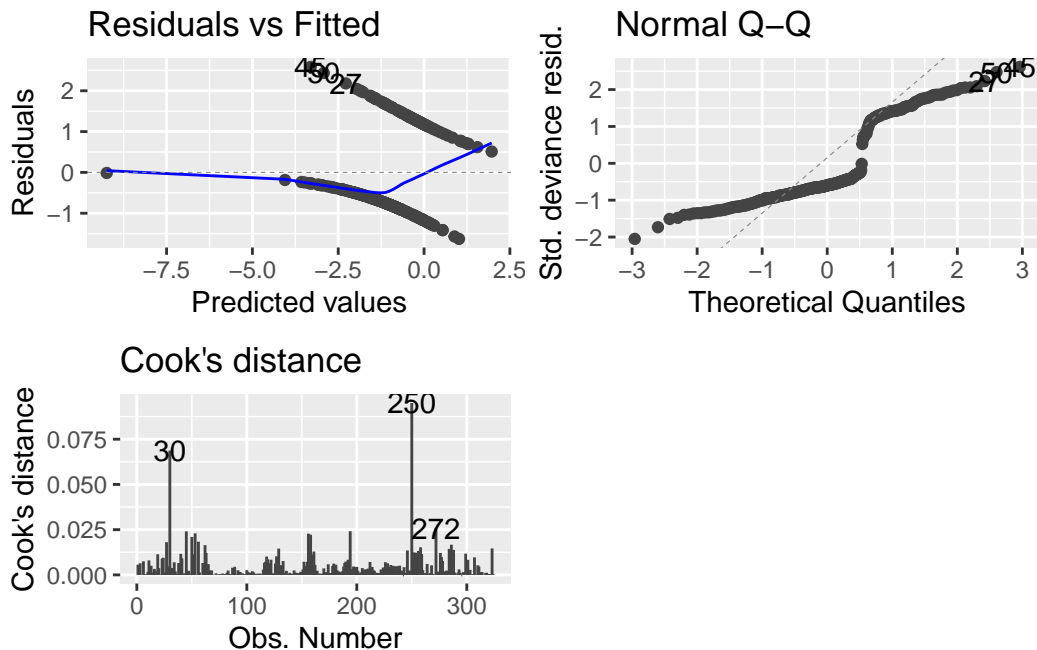 Residuals vs Fitted
Residuals
2
1
0
−1
45
50
27
−7.5 −5.0 −2.5 0.0 2.5
Predicted values
Normal Q−Q
Std. deviance resid.
2
1
0
−1
−2
45
50
27
−3 −2 −1 0 1 2 3
Theoretical Quantiles
Cook's distance
Cook's distance
0.075
0.050
0.025
0.000
30
250
272
0 100 200 300
Obs. Number